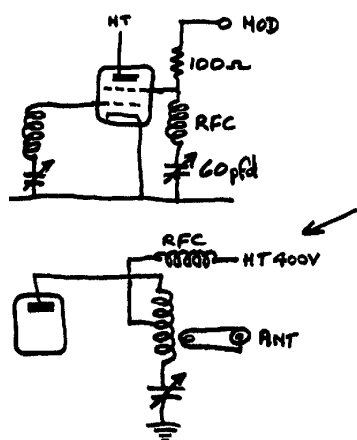 HT
MOD
100Ω
RFC
60pfd
RFC
HT 400V
ANT